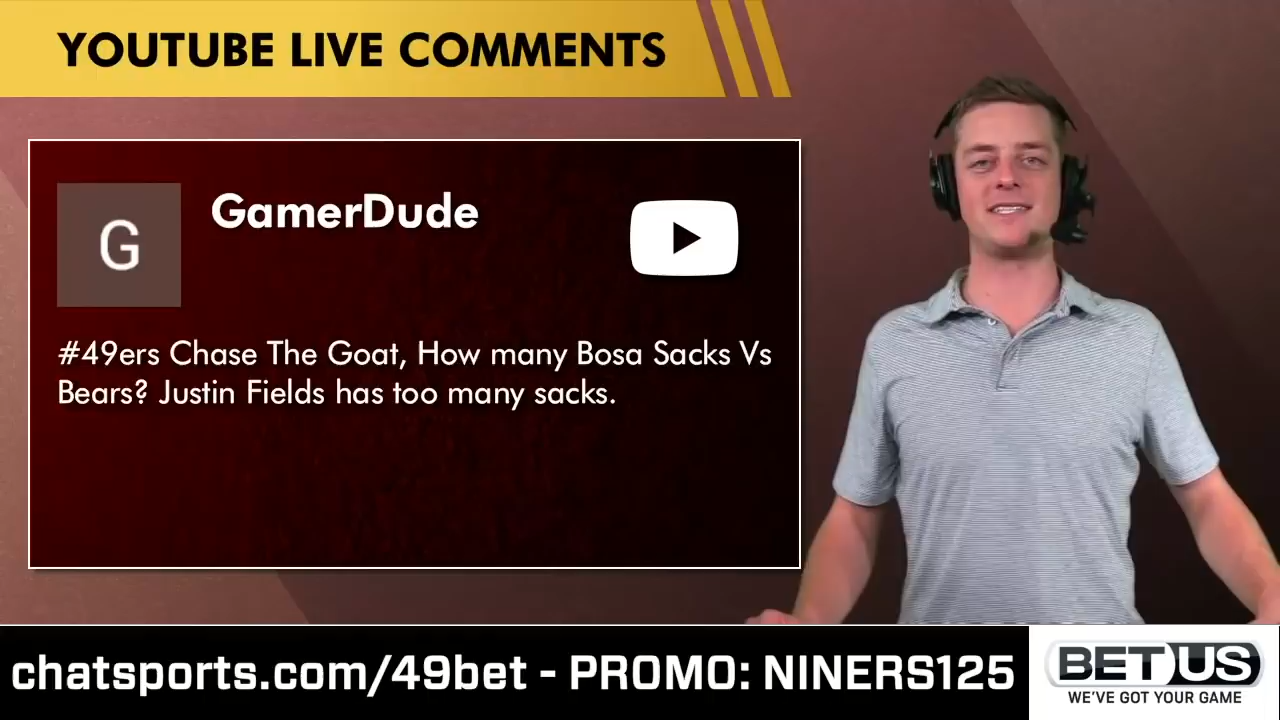 YOUTUBE LIVE COMMENTS
G
GamerDude
#49ers Chase The Goat, How many Bosa Sacks Vs
Bears? Justin Fields has too many sacks.
chatsports.com/49bet - PROMO: NINERS125
BETUS
WE'VE GOT YOUR GAME